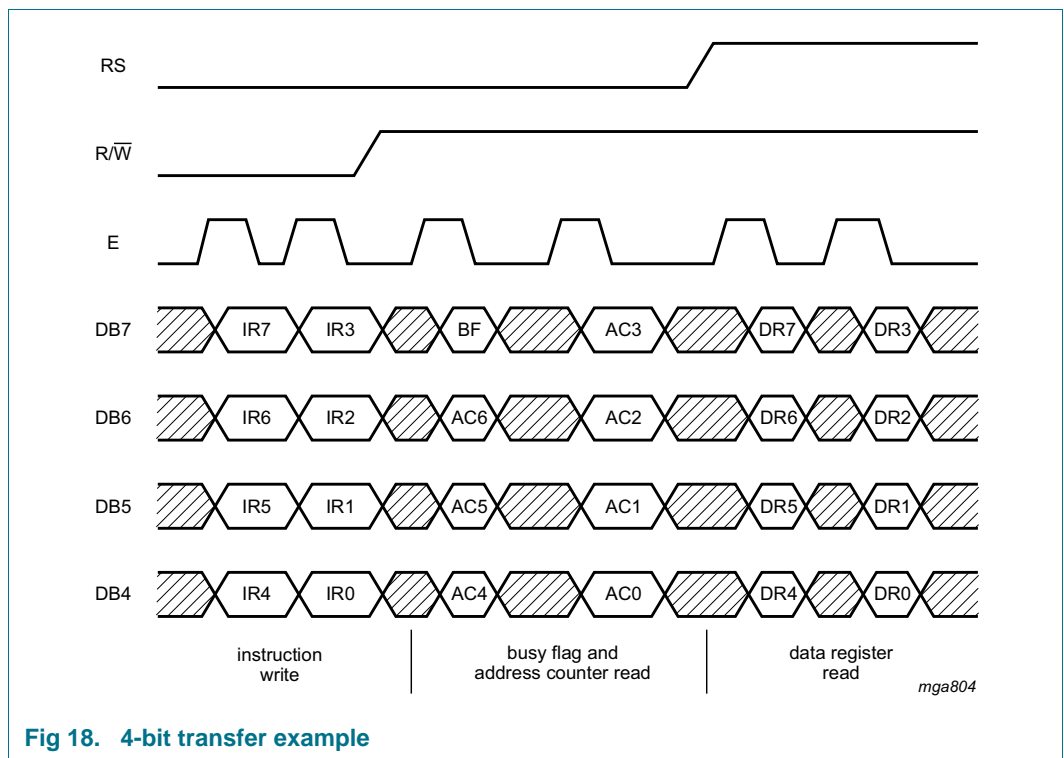 RS
R/W̅
E
DB7 IR7 IR3 BF AC3 DR7 DR3
DB6 IR6 IR2 AC6 AC2 DR6 DR2
DB5 IR5 IR1 AC5 AC1 DR5 DR1
DB4 IR4 IR0 AC4 AC0 DR4 DR0
instruction
write
busy flag and
address counter read
data register
read
mga804
Fig 18. 4-bit transfer example